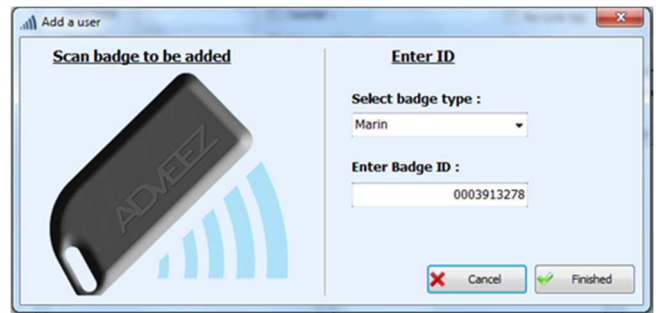 Add a user
Scan badge to be added
ADVEEZ
Enter ID
Select badge type :
Marin
Enter Badge ID :
0003913278
Cancel
Finished